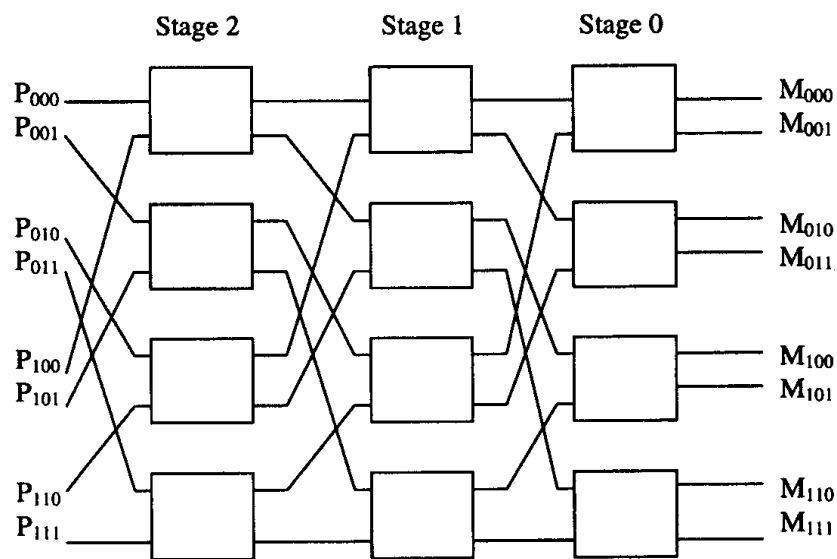 Stage 2 Stage 1 Stage 0
P₀₀₀ M₀₀₀
P₀₀₁ M₀₀₁
P₀₁₀ M₀₁₀
P₀₁₁ M₀₁₁
P₁₀₀ M₁₀₀
P₁₀₁ M₁₀₁
P₁₁₀ M₁₁₀
P₁₁₁ M₁₁₁